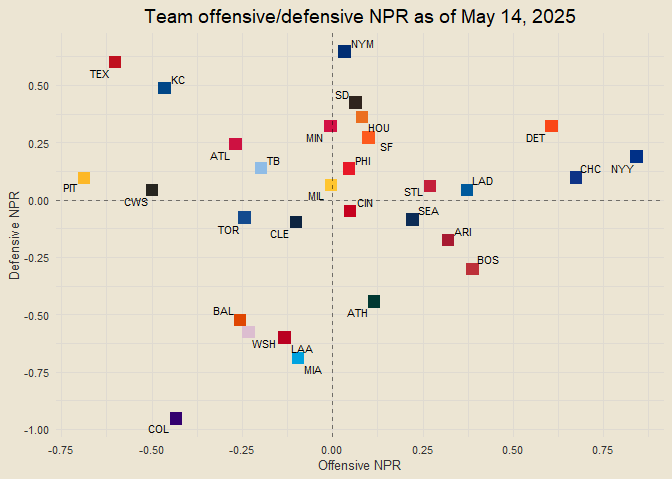 Team offensive/defensive NPR as of May 14, 2025
NYM
TEX
KC
0.50
SD
HOU
MIN
SF
DET
0.25
ATL
TB
PHI
CHC
NYY
PIT
LAD
STL
MIL
CWS
0.00
CIN
SEA
TOR
CLE
ARI
Defensive NPR
-0.25
BOS
BAL
ATH
-0.50
WSH
LAA
MIA
-0.75
COL
-1.00
-0.75
-0.50
-0.25
0.00
0.25
0.50
0.75
Offensive NPR